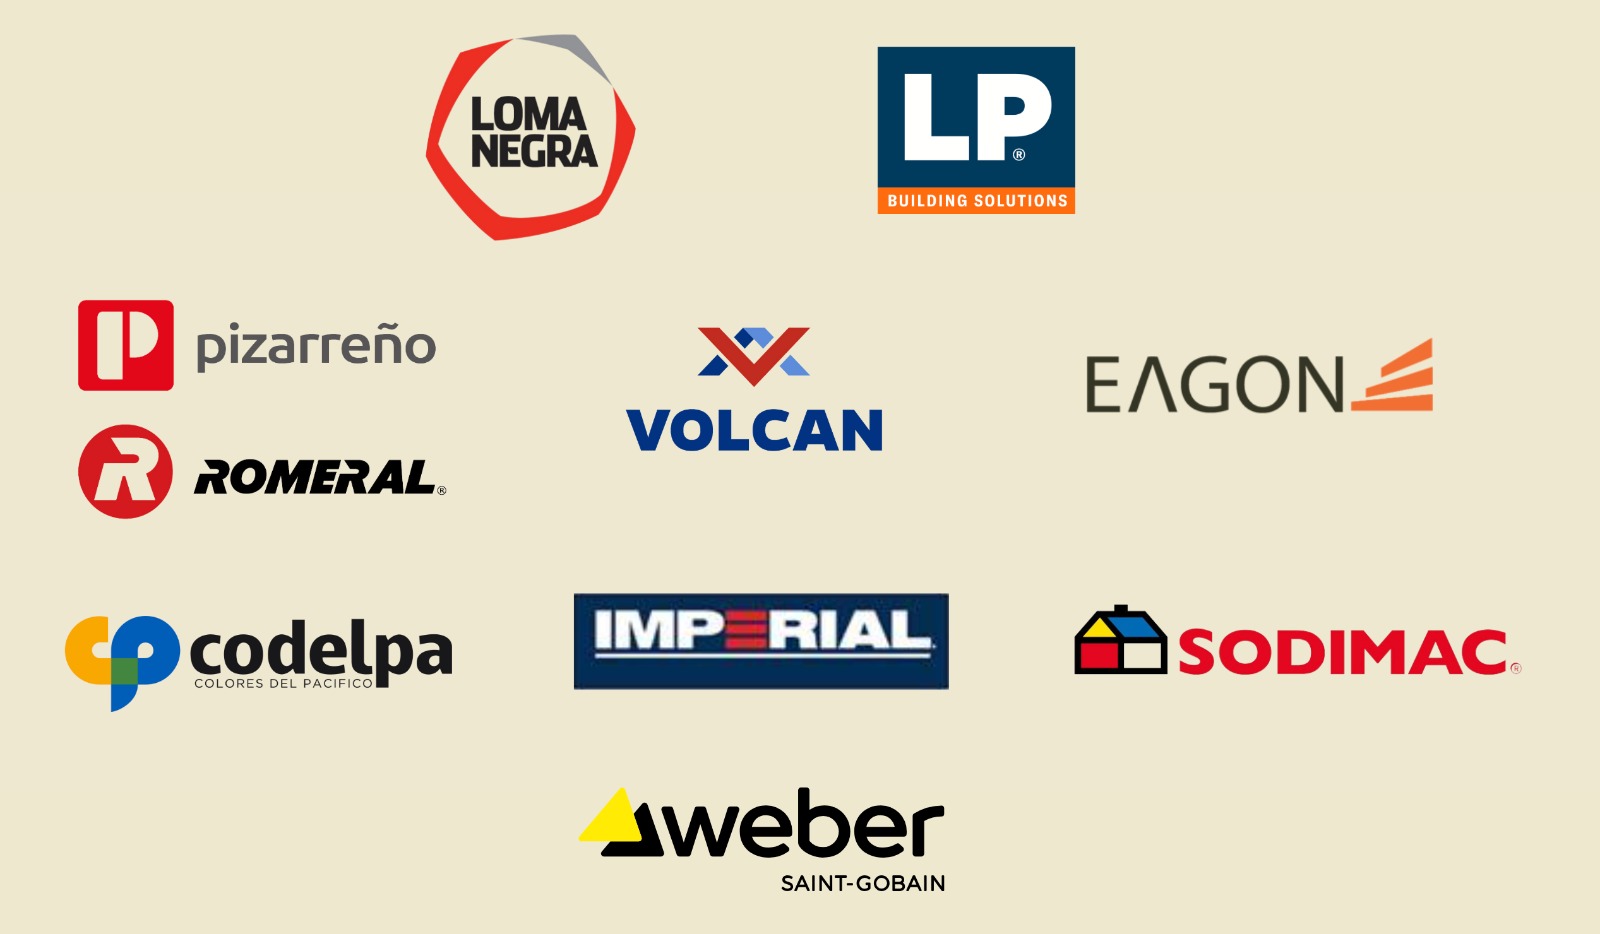 LOMA
NEGRA
LP®
BUILDING SOLUTIONS
pizarreño
ROMERAL®
VOLCAN
EAGON
codelpa
COLORES DEL PACIFICO
IMPERIAL
SODIMAC®
weber
SAINT-GOBAIN